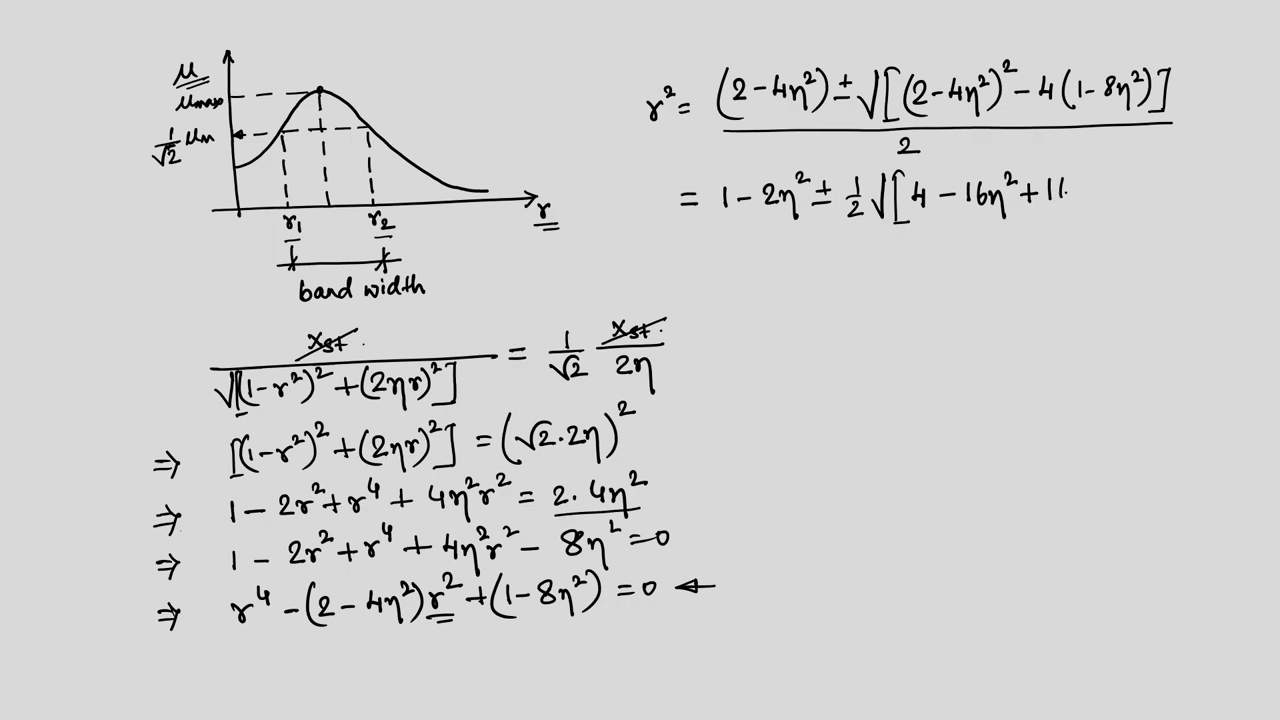 μ
μmax
1/√2 μm
r
r₁ r₂
band width
xst / √[(1-r²)²+(2ηr)²] = 1/√2 xst / 2η
⇒ [(1-r²)²+(2ηr)²] = (√2·2η)²
⇒ 1 - 2r²+r⁴ + 4η²r² = 2·4η²
⇒ 1 - 2r²+r⁴ + 4η²r² - 8η² = 0
⇒ r⁴ - (2 - 4η²)r² + (1-8η²) = 0 ←
r² = (2-4η²) ± √[(2-4η²)² - 4(1-8η²)] / 2
= 1 - 2η² ± 1/2 √[4 - 16η² + 1